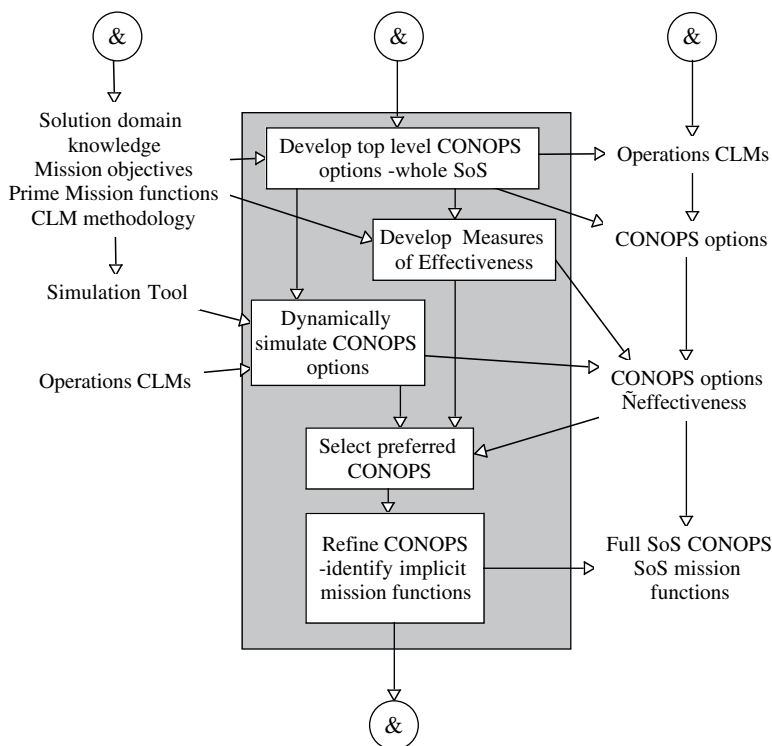 &
&
&
Solution domain
knowledge
Mission objectives
Prime Mission functions
CLM methodology
Simulation Tool
Operations CLMs
Develop top level CONOPS
options -whole SoS
Develop Measures
of Effectiveness
Dynamically
simulate CONOPS
options
Select preferred
CONOPS
Refine CONOPS
-identify implicit
mission functions
Operations CLMs
CONOPS options
CONOPS options
Ñeffectiveness
Full SoS CONOPS
SoS mission
functions
&